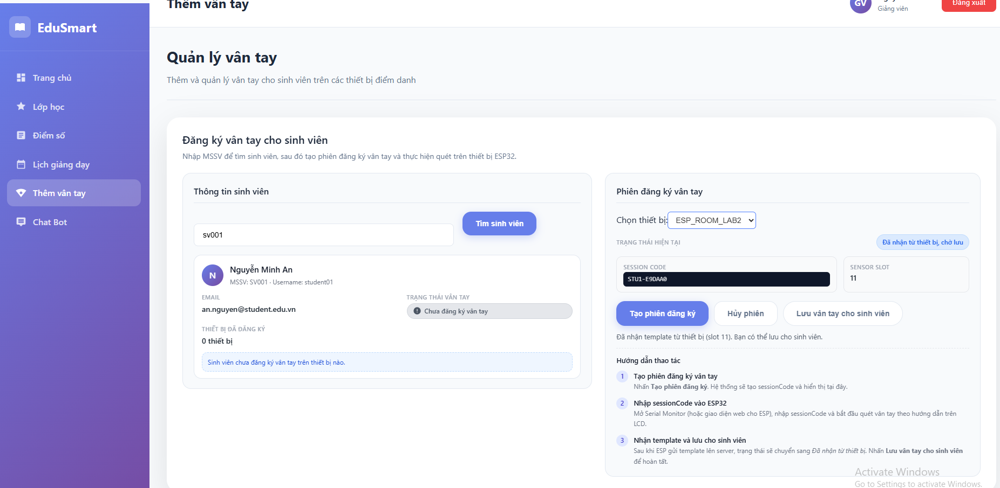 EduSmart
Trang chủ
Lớp học
Điểm số
Lịch giảng dạy
Thêm vân tay
Chat Bot
Thêm vân tay
GV
Giảng viên
Đăng xuất
Quản lý vân tay
Thêm và quản lý vân tay cho sinh viên trên các thiết bị điểm danh
Đăng ký vân tay cho sinh viên
Nhập MSSV để tìm sinh viên, sau đó tạo phiên đăng ký vân tay và thực hiện quét trên thiết bị ESP32.
Thông tin sinh viên
sv001
Tìm sinh viên
N
Nguyễn Minh An
MSSV: SV001 · Username: student01
EMAIL
an.nguyen@student.edu.vn
TRẠNG THÁI VÂN TAY
Chưa đăng ký vân tay
THIẾT BỊ ĐÃ ĐĂNG KÝ
0 thiết bị
Sinh viên chưa đăng ký vân tay trên thiết bị nào.
Phiên đăng ký vân tay
Chọn thiết bị: ESP_ROOM_LAB2
TRẠNG THÁI HIỆN TẠI
Đã nhận từ thiết bị, chờ lưu
SESSION CODE
STU1-E9DAA0
SENSOR SLOT
11
Tạo phiên đăng ký
Hủy phiên
Lưu vân tay cho sinh viên
Đã nhận template từ thiết bị (slot 11). Bạn có thể lưu cho sinh viên.
Hướng dẫn thao tác
1 Tạo phiên đăng ký vân tay
Nhấn Tạo phiên đăng ký. Hệ thống sẽ tạo sessionCode và hiển thị tại đây.
2 Nhập sessionCode vào ESP32
Mở Serial Monitor (hoặc giao diện web cho ESP), nhập sessionCode và bắt đầu quét vân tay theo hướng dẫn trên
LCD.
3 Nhận template và lưu cho sinh viên
Sau khi ESP gửi template lên server, trạng thái sẽ chuyển sang Đã nhận từ thiết bị. Nhấn Lưu vân tay cho sinh viên
để hoàn tất.
Activate Windows
Go to Settings to activate Windows.